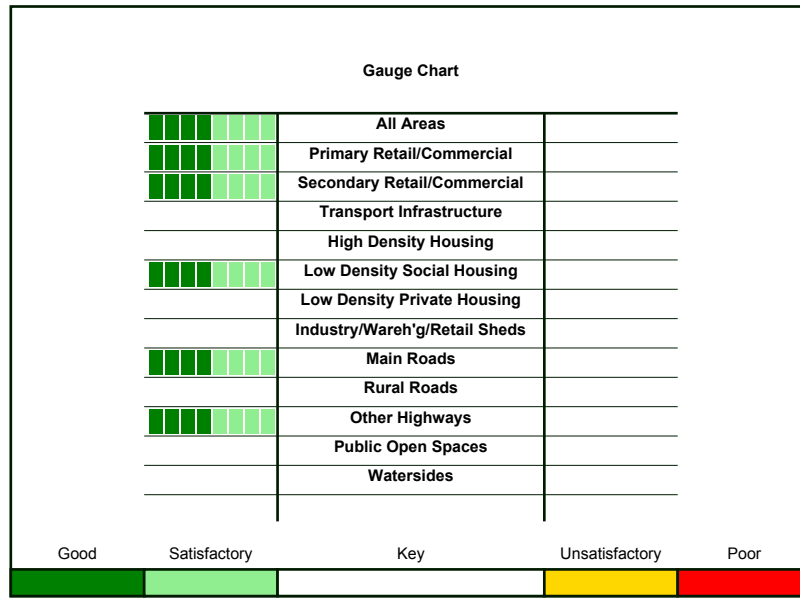 Gauge Chart
All Areas
Primary Retail/Commercial
Secondary Retail/Commercial
Transport Infrastructure
High Density Housing
Low Density Social Housing
Low Density Private Housing
Industry/Wareh'g/Retail Sheds
Main Roads
Rural Roads
Other Highways
Public Open Spaces
Watersides
Good Satisfactory Key Unsatisfactory Poor